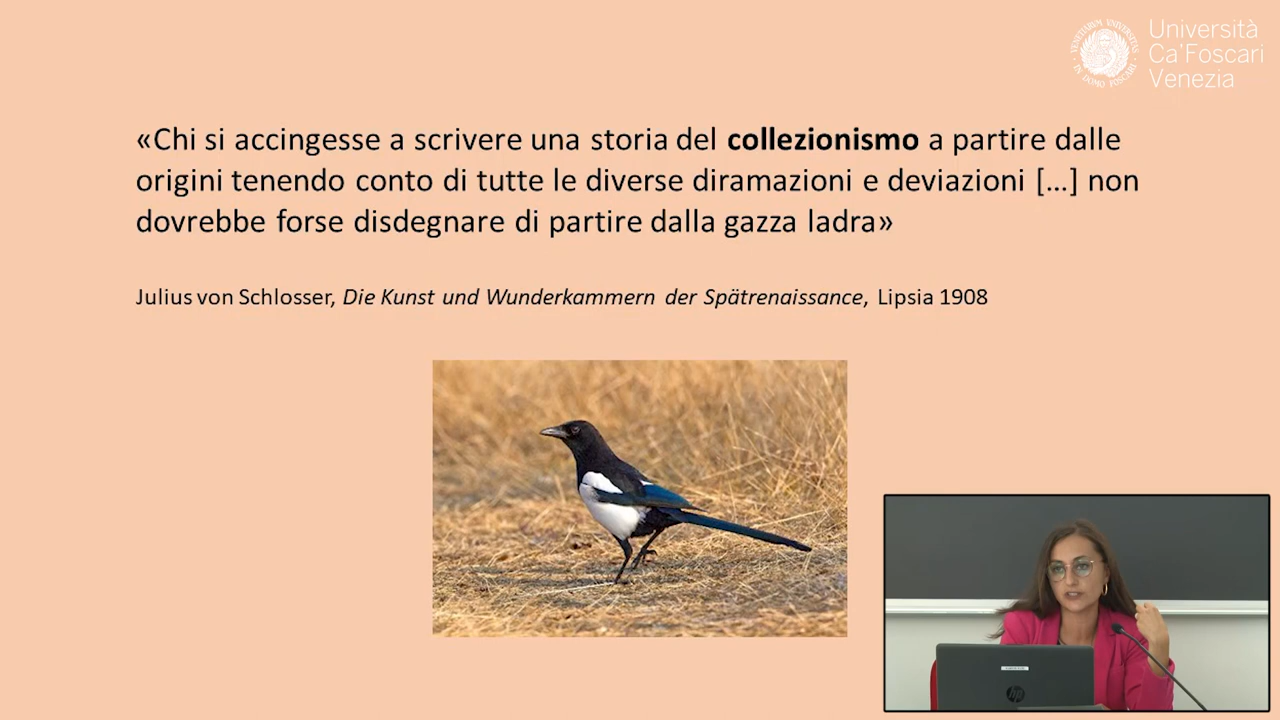 Università
Ca'Foscari
Venezia
«Chi si accingesse a scrivere una storia del collezionismo a partire dalle
origini tenendo conto di tutte le diverse diramazioni e deviazioni [...] non
dovrebbe forse disdegnare di partire dalla gazza ladra»
Julius von Schlosser, Die Kunst und Wunderkammern der Spätrenaissance, Lipsia 1908
hp